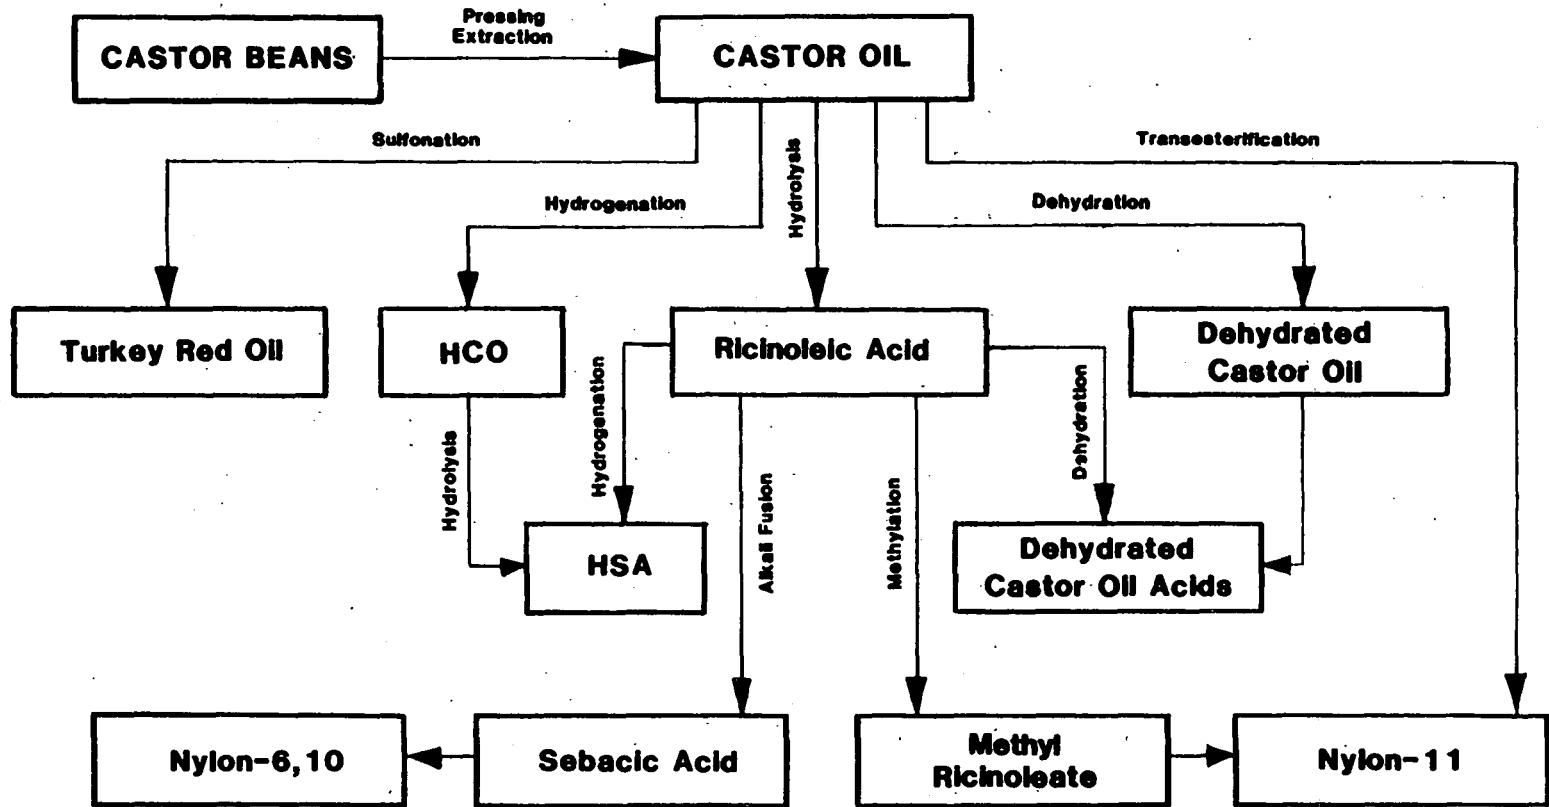 Pressing
Extraction
CASTOR BEANS
CASTOR OIL
Sulfonation
Transesterification
Hydrogenation
Hydrolysis
Dehydration
Turkey Red Oil
HCO
Ricinoleic Acid
Dehydrated
Castor Oil
Hydrolysis
Hydrogenation
Alkali Fusion
Methylation
Dehydration
HSA
Dehydrated
Castor Oil Acids
Nylon-6,10
Sebacic Acid
Methyl
Ricinoleate
Nylon-11